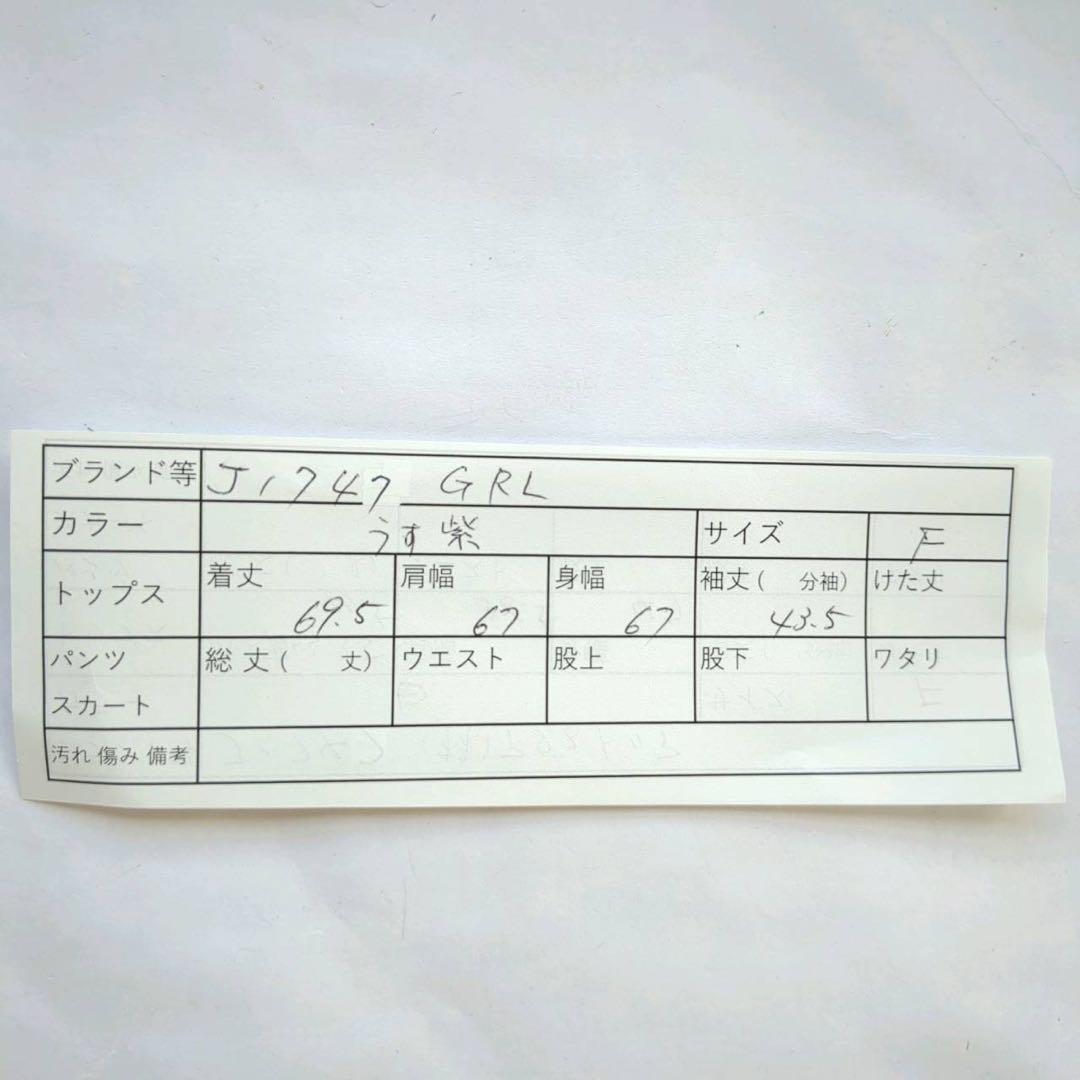 ブランド等 J1747 GRL
カラー うす紫 サイズ F
トップス 着丈 69.5 肩幅 67 身幅 67 袖丈( 分袖) 43.5 けた丈
パンツ スカート 総丈( 丈) ウエスト 股上 股下 ワタリ
汚れ 傷み 備考